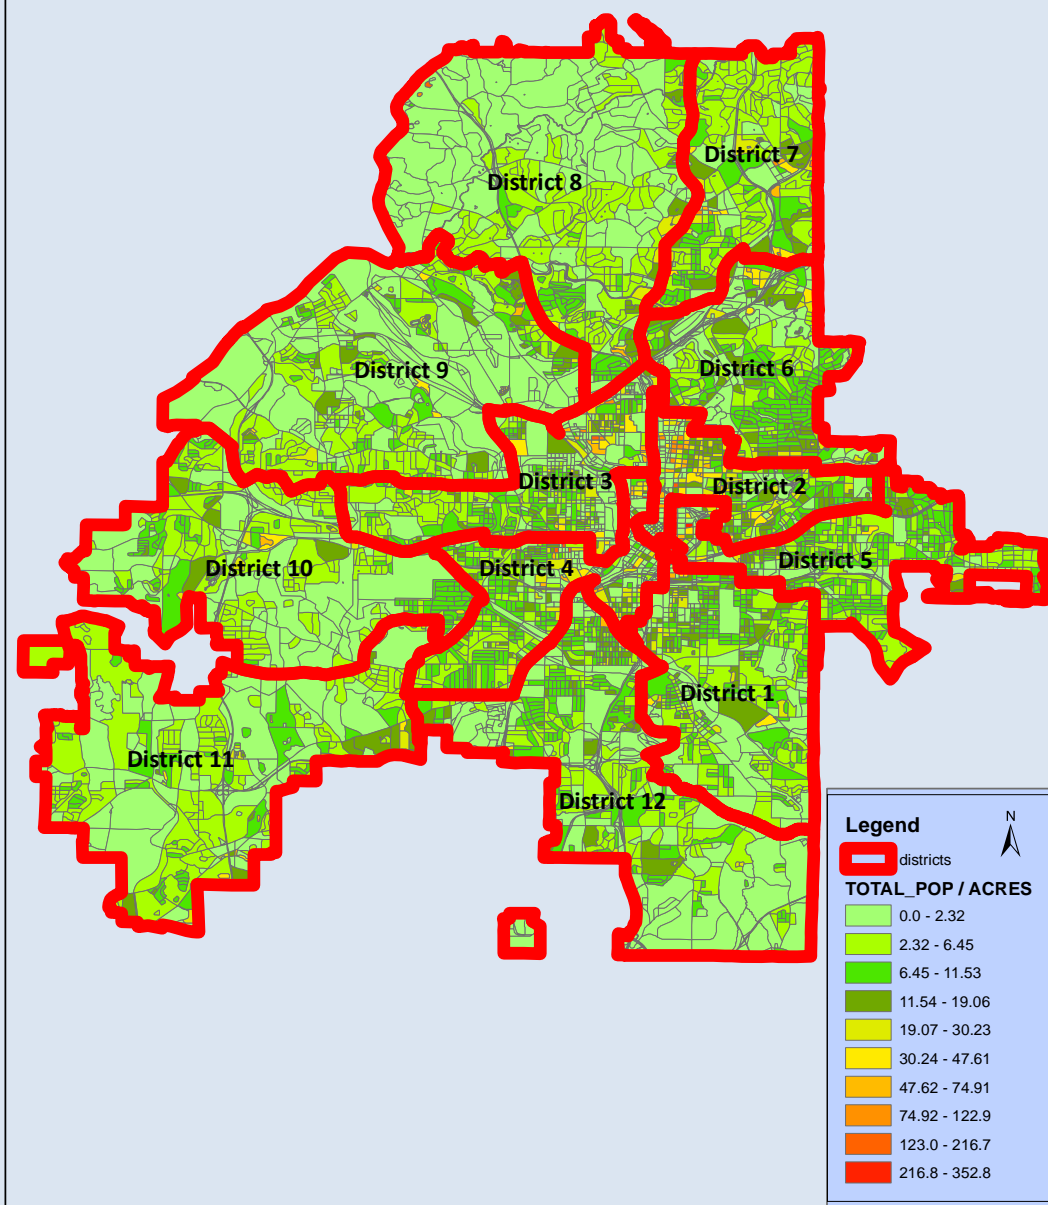 District 7
District 8
District 6
District 9
District 3
District 2
District 5
District 10
District 4
District 1
District 11
District 12
Legend
N
districts
TOTAL_POP / ACRES
0.0 - 2.32
2.32 - 6.45
6.45 - 11.53
11.54 - 19.06
19.07 - 30.23
30.24 - 47.61
47.62 - 74.91
74.92 - 122.9
123.0 - 216.7
216.8 - 352.8